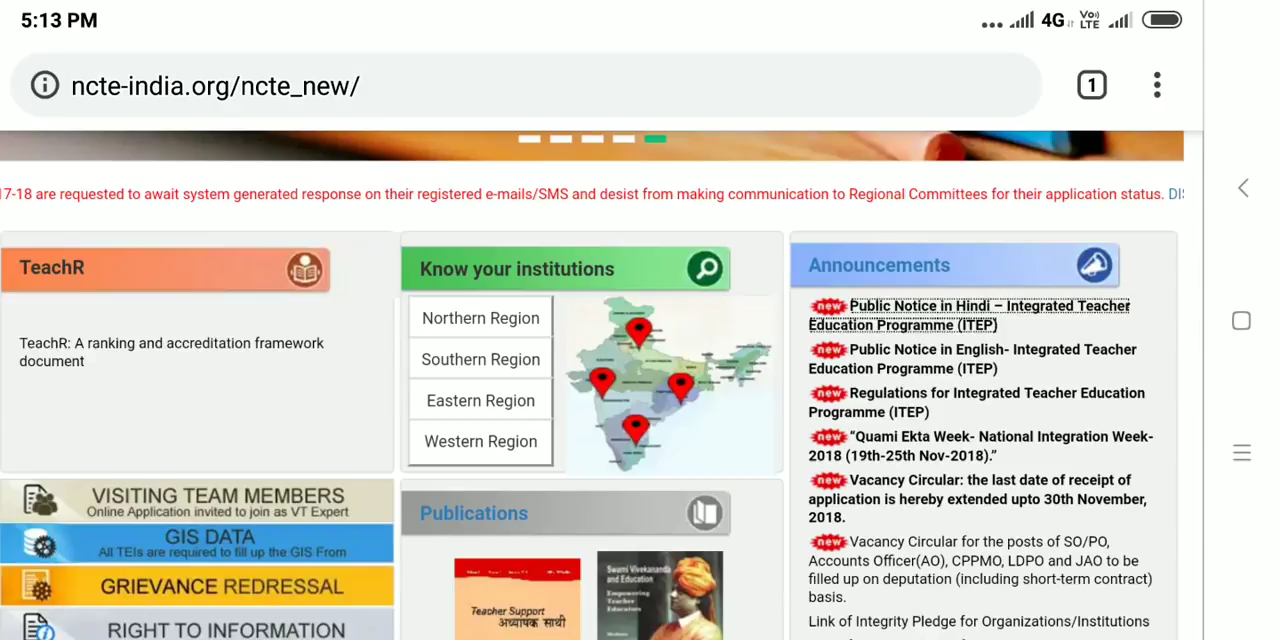 5:13 PM
4G
Vo))
LTE
ncte-india.org/ncte_new/
1
17-18 are requested to await system generated response on their registered e-mails/SMS and desist from making communication to Regional Committees for their application status. DIS
TeachR
TeachR: A ranking and accreditation framework
document
Know your institutions
Northern Region
Southern Region
Eastern Region
Western Region
Announcements
new Public Notice in Hindi – Integrated Teacher
Education Programme (ITEP)
new Public Notice in English- Integrated Teacher
Education Programme (ITEP)
new Regulations for Integrated Teacher Education
Programme (ITEP)
new “Quami Ekta Week- National Integration Week-
2018 (19th-25th Nov-2018).”
new Vacancy Circular: the last date of receipt of
application is hereby extended upto 30th November,
2018.
new Vacancy Circular for the posts of SO/PO,
Accounts Officer(AO), CPPMO, LDPO and JAO to be
filled up on deputation (including short-term contract)
basis.
Link of Integrity Pledge for Organizations/Institutions
VISITING TEAM MEMBERS
Online Application invited to join as VT Expert
GIS DATA
All TEIs are required to fill up the GIS From
GRIEVANCE REDRESSAL
RIGHT TO INFORMATION
Publications
Teacher Support
अध्यापक साथी
Swami Vivekananda
and Education
Empowering
Teacher
Educators